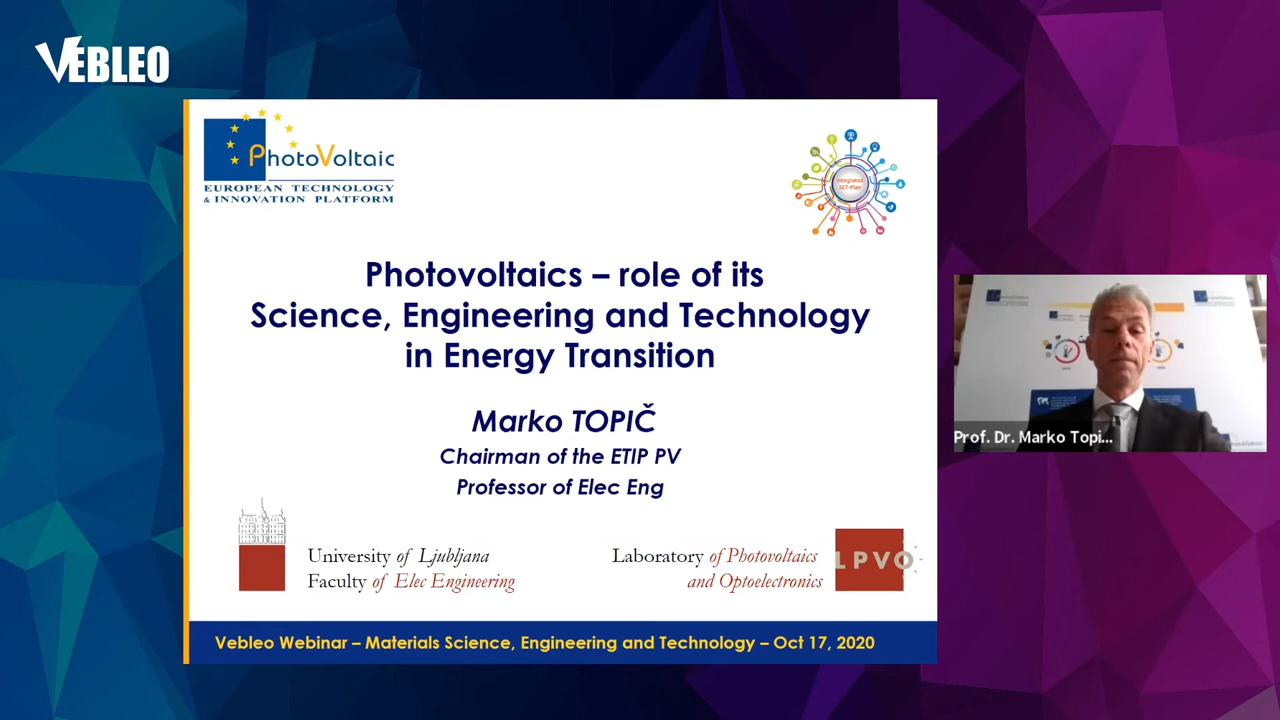 VEBLEO
PhotoVoltaic
EUROPEAN TECHNOLOGY
& INNOVATION PLATFORM
Integrated
SET-Plan
Photovoltaics – role of its
Science, Engineering and Technology
in Energy Transition
Marko TOPIČ
Chairman of the ETIP PV
Professor of Elec Eng
University of Ljubljana
Faculty of Elec Engineering
Laboratory of Photovoltaics
and Optoelectronics
LPVO
Vebleo Webinar – Materials Science, Engineering and Technology – Oct 17, 2020
Prof. Dr. Marko Topi...